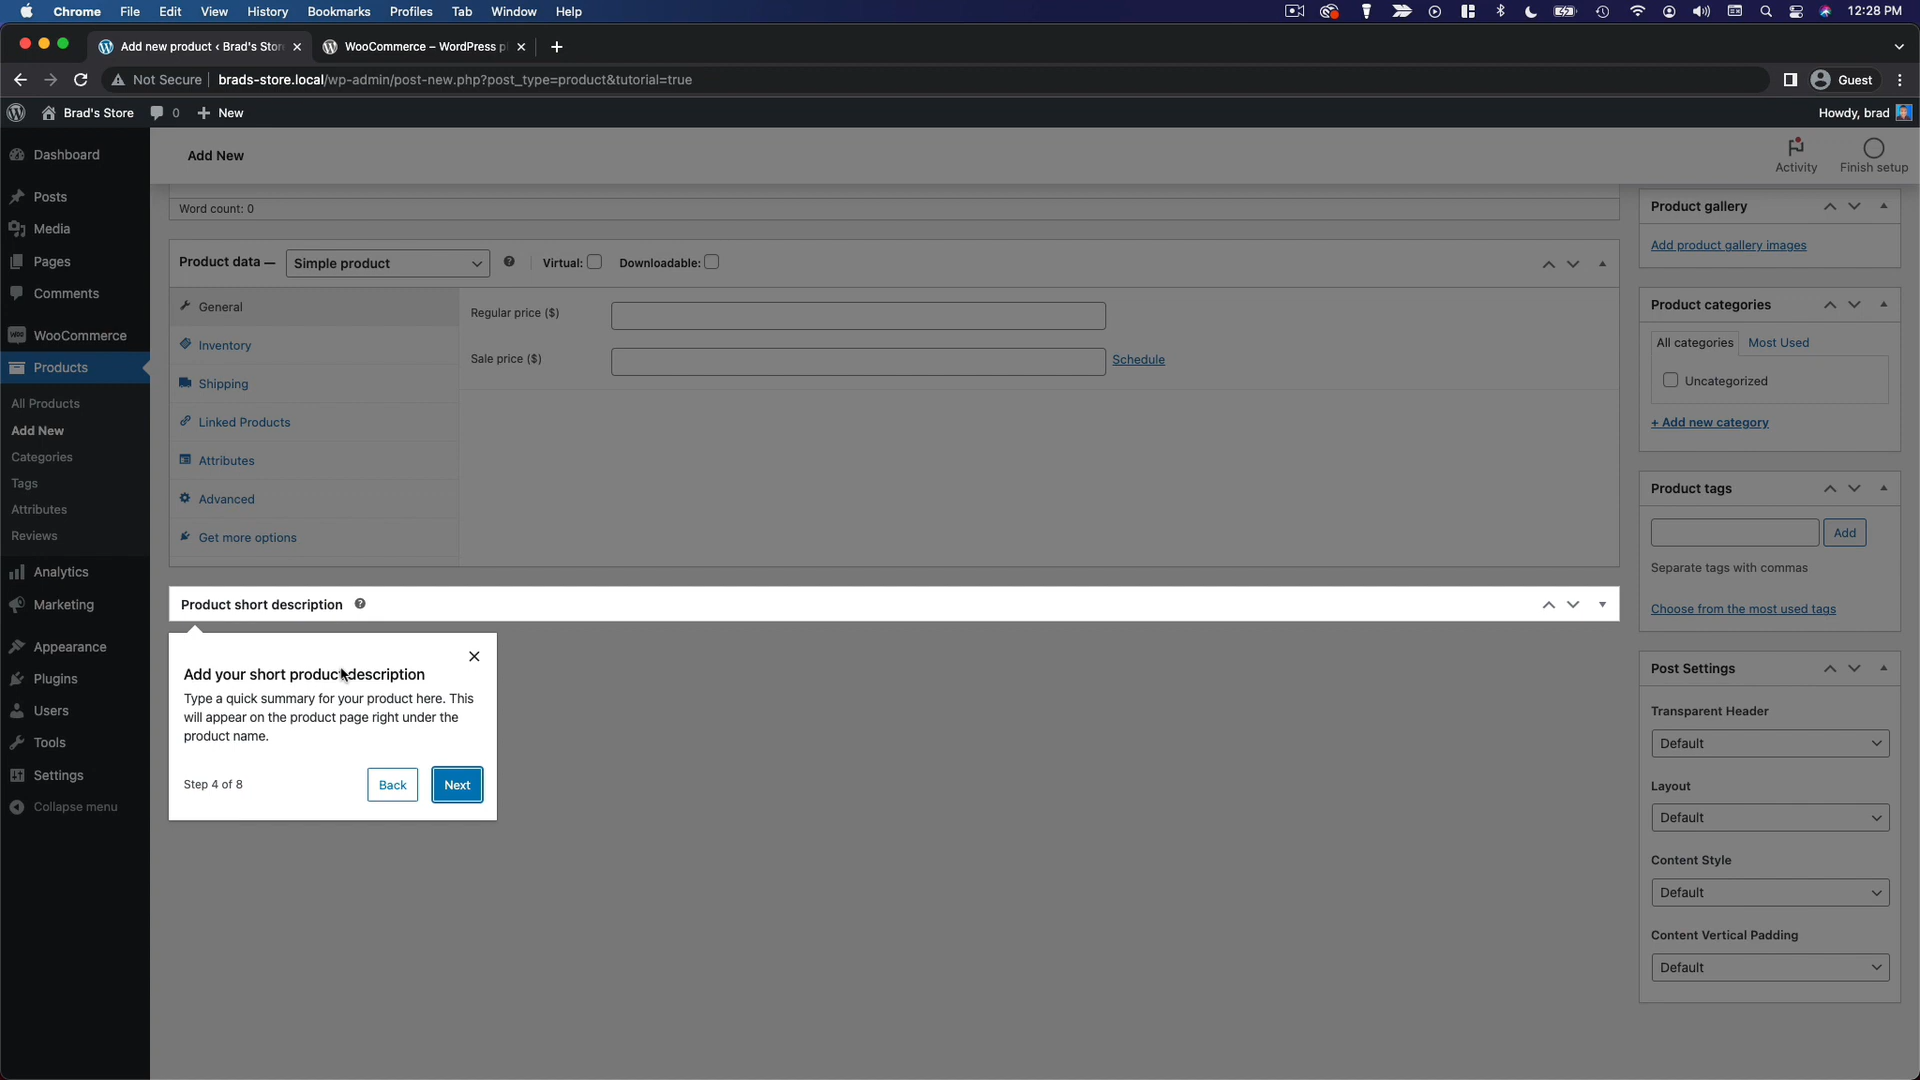 Chrome File Edit View History Bookmarks Profiles Tab Window Help 12:28 PM
Add new product ‹ Brad's Stor
WooCommerce – WordPress p
Not Secure brads-store.local/wp-admin/post-new.php?post_type=product&tutorial=true Guest
Brad's Store 0 New Howdy, brad
Dashboard
Posts
Media
Pages
Comments
WooCommerce
Products
All Products
Add New
Categories
Tags
Attributes
Reviews
Analytics
Marketing
Appearance
Plugins
Users
Tools
Settings
Collapse menu
Add New
Activity
Finish setup
Word count: 0
Product data — Simple product Virtual: Downloadable:
General
Inventory
Shipping
Linked Products
Attributes
Advanced
Get more options
Regular price ($)
Sale price ($) Schedule
Product short description
Add your short product description
Type a quick summary for your product here. This
will appear on the product page right under the
product name.
Step 4 of 8 Back Next
Product gallery
Add product gallery images
Product categories
All categories Most Used
Uncategorized
+ Add new category
Product tags
Add
Separate tags with commas
Choose from the most used tags
Post Settings
Transparent Header
Default
Layout
Default
Content Style
Default
Content Vertical Padding
Default